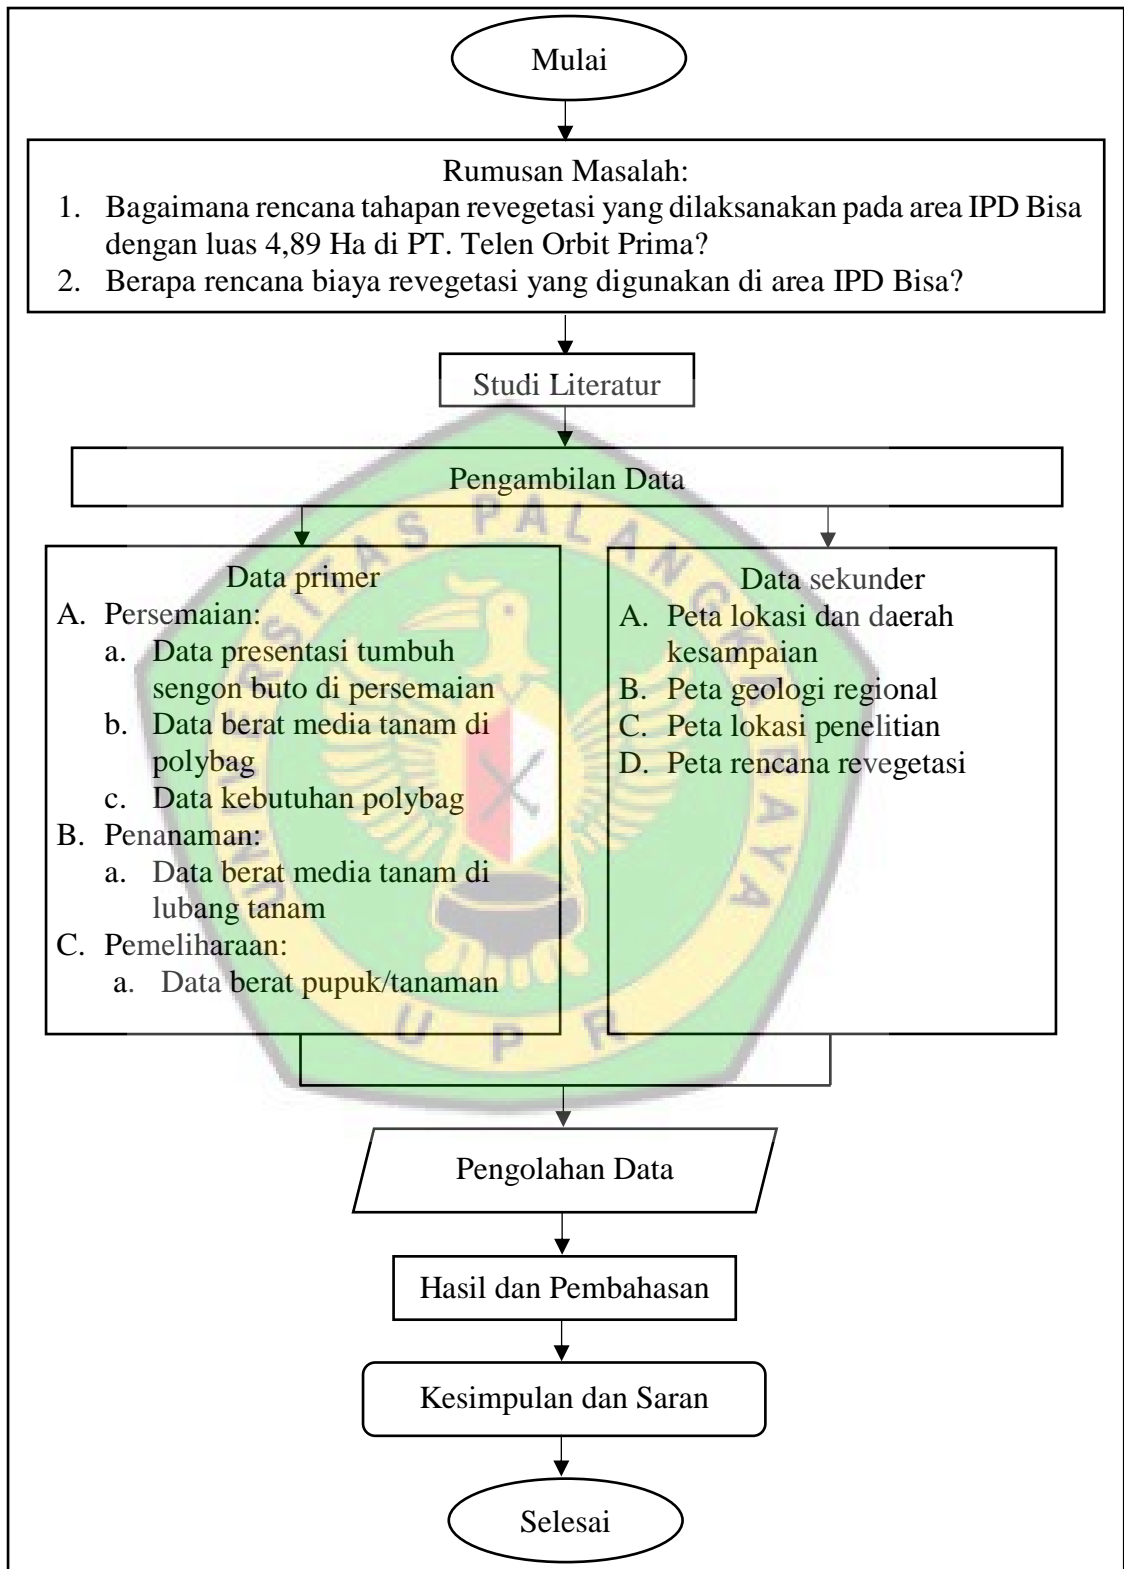 Mulai
Rumusan Masalah:
1. Bagaimana rencana tahapan revegetasi yang dilaksanakan pada area IPD Bisa
dengan luas 4,89 Ha di PT. Telen Orbit Prima?
2. Berapa rencana biaya revegetasi yang digunakan di area IPD Bisa?
Studi Literatur
Pengambilan Data
Data primer
A. Persemaian:
a. Data presentasi tumbuh
sengon buto di persemaian
b. Data berat media tanam di
polybag
c. Data kebutuhan polybag
B. Penanaman:
a. Data berat media tanam di
lubang tanam
C. Pemeliharaan:
a. Data berat pupuk/tanaman
Data sekunder
A. Peta lokasi dan daerah
kesampaian
B. Peta geologi regional
C. Peta lokasi penelitian
D. Peta rencana revegetasi
UNIVERSITAS PALANGKA RAYA
UPR
Pengolahan Data
Hasil dan Pembahasan
Kesimpulan dan Saran
Selesai